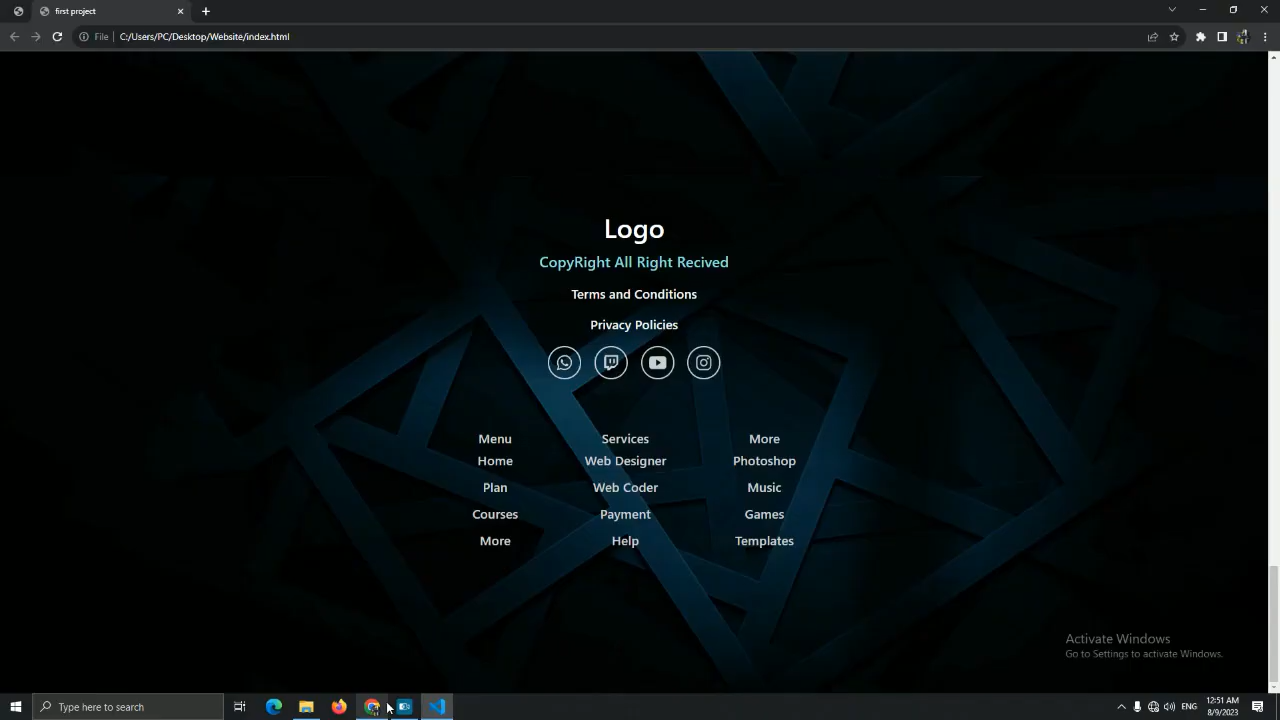 first project
File C:/Users/PC/Desktop/Website/index.html
Logo
CopyRight All Right Recived
Terms and Conditions
Privacy Policies
Menu Services More
Home Web Designer Photoshop
Plan Web Coder Music
Courses Payment Games
More Help Templates
Activate Windows
Go to Settings to activate Windows.
Type here to search
ENG
12:51 AM
8/9/2023